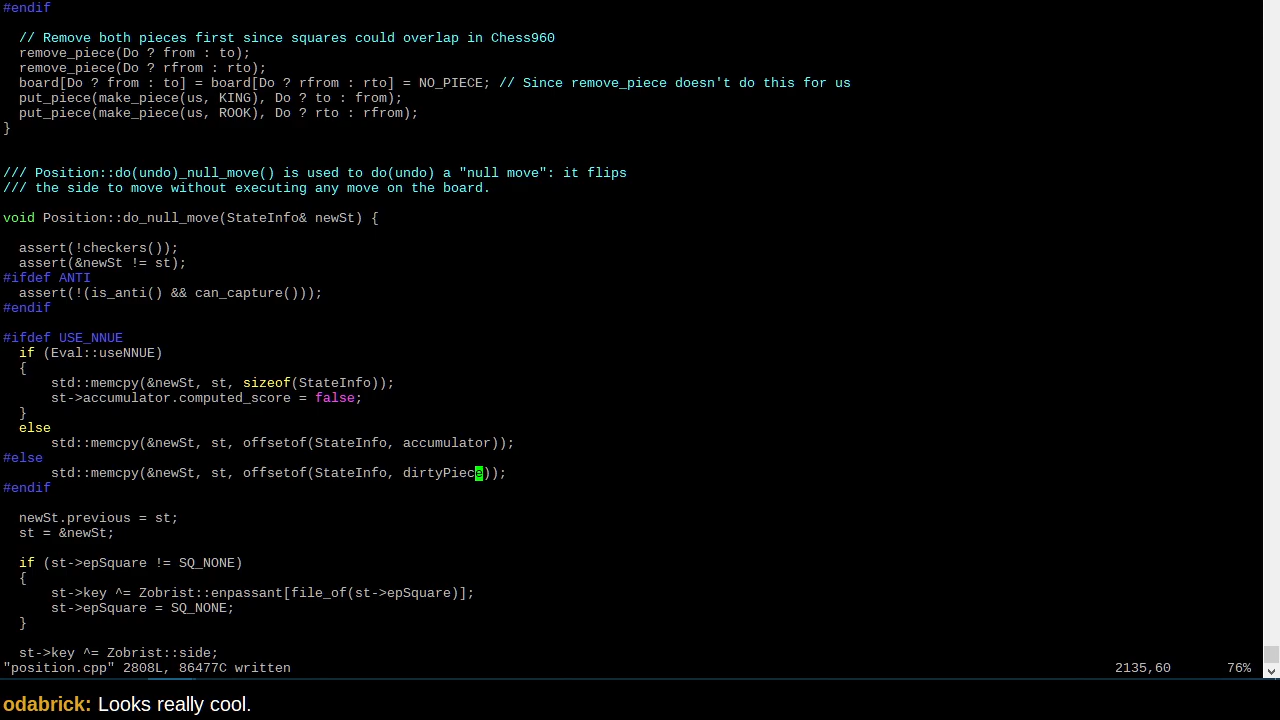 #endif
  // Remove both pieces first since squares could overlap in Chess960
  remove_piece(Do ? from : to);
  remove_piece(Do ? rfrom : rto);
  board[Do ? from : to] = board[Do ? rfrom : rto] = NO_PIECE; // Since remove_piece doesn't do this for us
  put_piece(make_piece(us, KING), Do ? to : from);
  put_piece(make_piece(us, ROOK), Do ? rto : rfrom);
}
/// Position::do(undo)_null_move() is used to do(undo) a "null move": it flips
/// the side to move without executing any move on the board.
void Position::do_null_move(StateInfo& newSt) {
  assert(!checkers());
  assert(&newSt != st);
#ifdef ANTI
  assert(!(is_anti() && can_capture()));
#endif
#ifdef USE_NNUE
  if (Eval::useNNUE)
  {
      std::memcpy(&newSt, st, sizeof(StateInfo));
      st->accumulator.computed_score = false;
  }
  else
      std::memcpy(&newSt, st, offsetof(StateInfo, accumulator));
#else
      std::memcpy(&newSt, st, offsetof(StateInfo, dirtyPiece));
#endif
  newSt.previous = st;
  st = &newSt;
  if (st->epSquare != SQ_NONE)
  {
      st->key ^= Zobrist::enpassant[file_of(st->epSquare)];
      st->epSquare = SQ_NONE;
  }
  st->key ^= Zobrist::side;
"position.cpp" 2808L, 86477C written 2135,60 76%
odabrick: Looks really cool.